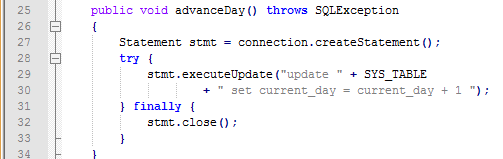 25 public void advanceDay() throws SQLException
26 {
27 Statement stmt = connection.createStatement();
28 try {
29 stmt.executeUpdate("update " + SYS_TABLE
30 + " set current_day = current_day + 1 ");
31 } finally {
32 stmt.close();
33 }
34 }